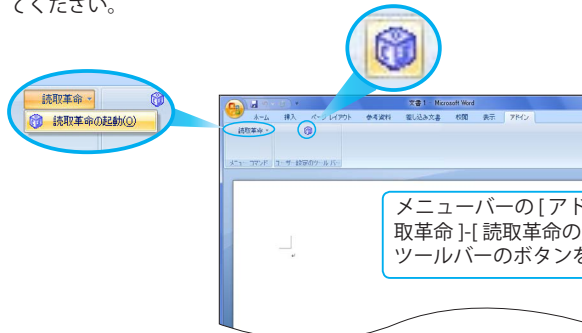 てください。
読取革命
読取革命の起動(O)
文書 1 Microsoft Word
ホーム 挿入 ページ レイアウト 参考資料 差し込み文書 校閲 表示 アドイン
読取革命
メニュー コマンド ユーザー設定のツール バー
メニューバーの [ アド
取革命 ]-[ 読取革命の
ツールバーのボタンを